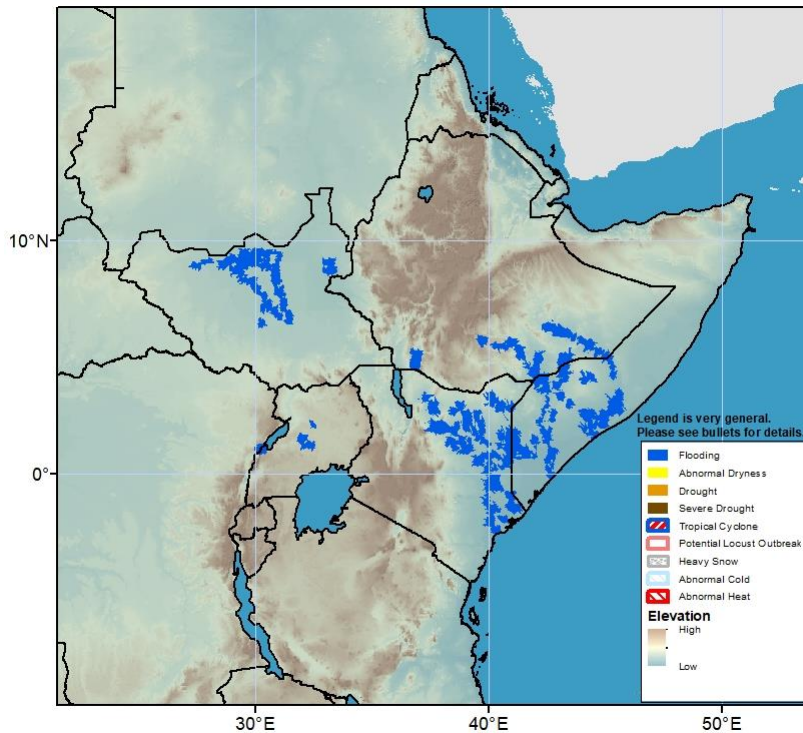 10°N
0°
Legend is very general.
Please see bullets for details.
Flooding
Abnormal Dryness
Drought
Severe Drought
Tropical Cyclone
Potential Locust Outbreak
Heavy Snow
Abnormal Cold
Abnormal Heat
Elevation
High
Low
30°E
40°E
50°E